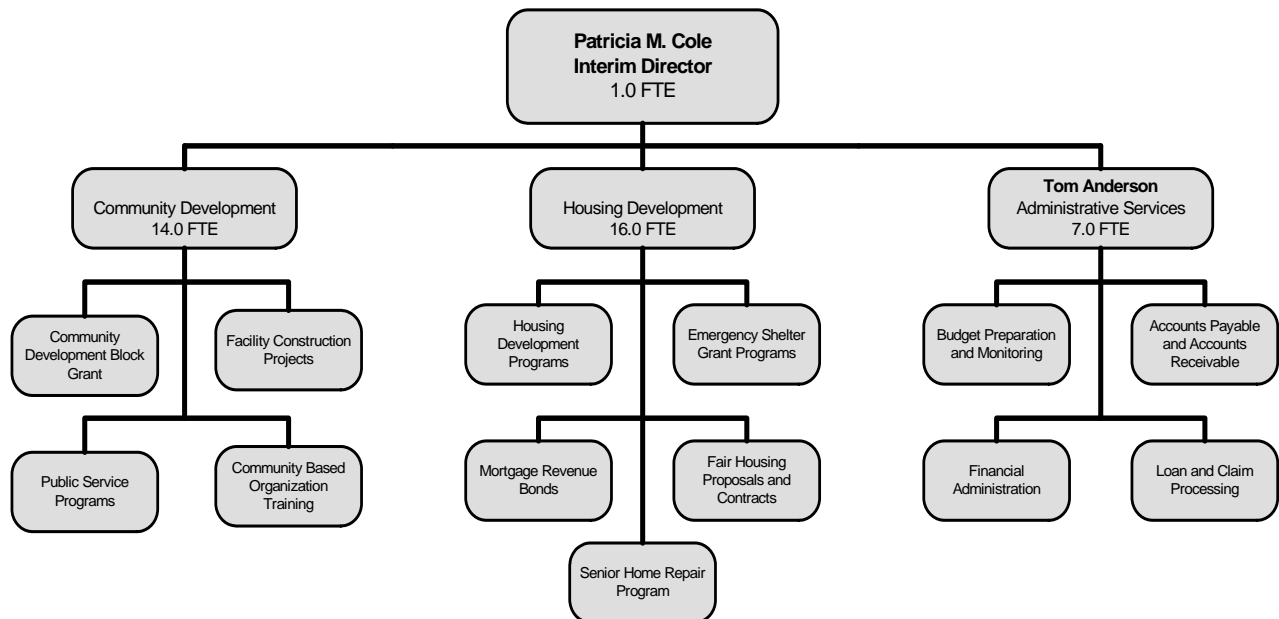 Patricia M. Cole
Interim Director
1.0 FTE
Community Development
14.0 FTE
Housing Development
16.0 FTE
Tom Anderson
Administrative Services
7.0 FTE
Community
Development Block
Grant
Facility Construction
Projects
Housing
Development
Programs
Emergency Shelter
Grant Programs
Budget Preparation
and Monitoring
Accounts Payable
and Accounts
Receivable
Public Service
Programs
Community Based
Organization
Training
Mortgage Revenue
Bonds
Fair Housing
Proposals and
Contracts
Financial
Administration
Loan and Claim
Processing
Senior Home Repair
Program